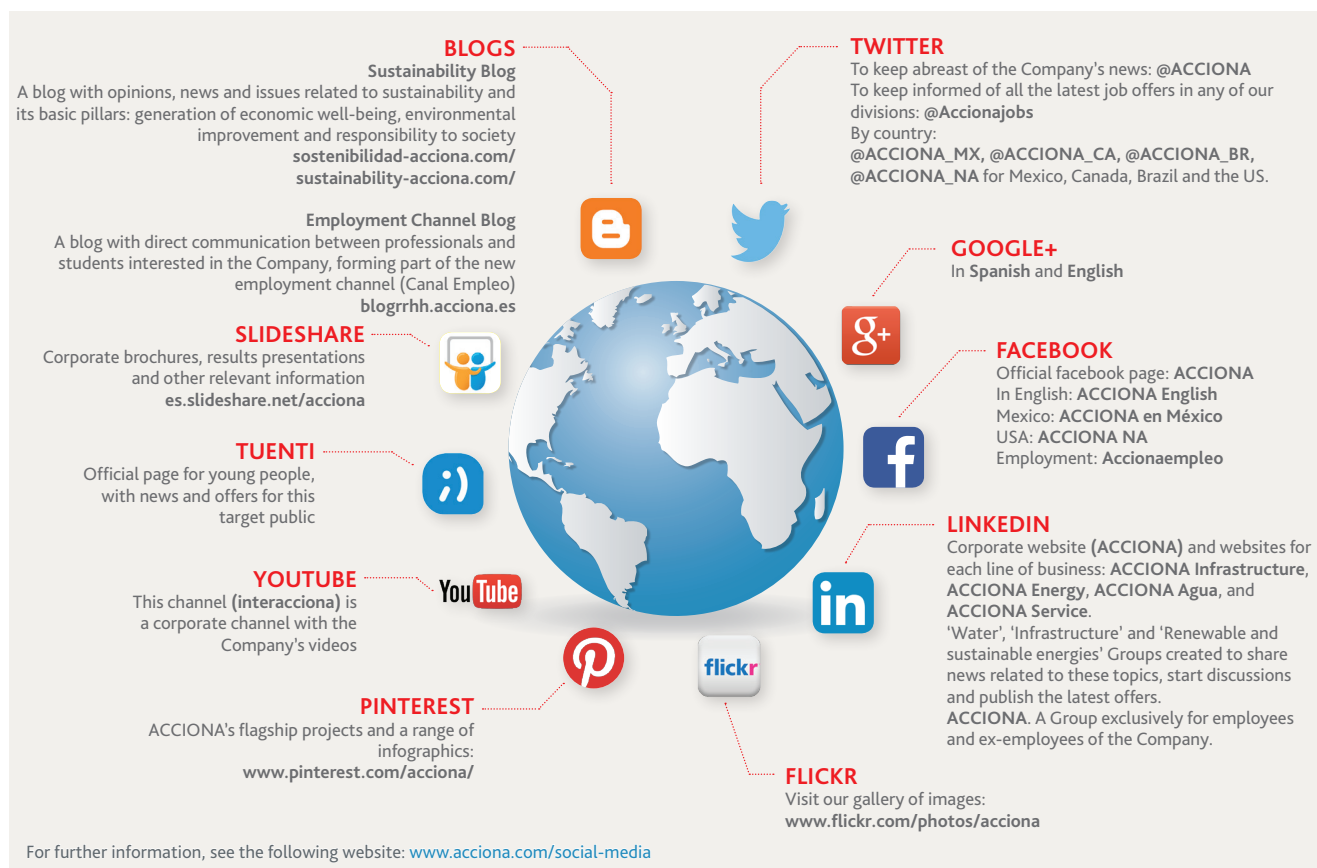 BLOGS
Sustainability Blog
A blog with opinions, news and issues related to sustainability and
its basic pillars: generation of economic well-being, environmental
improvement and responsibility to society
sostenibilidad-acciona.com/
sustainability-acciona.com/
Employment Channel Blog
A blog with direct communication between professionals and
students interested in the Company, forming part of the new
employment channel (Canal Empleo)
blogrrhh.acciona.es
SLIDESHARE
Corporate brochures, results presentations
and other relevant information
es.slideshare.net/acciona
TUENTI
Official page for young people,
with news and offers for this
target public
;)
YOUTUBE
This channel (interacciona) is
a corporate channel with the
Company's videos
YouTube
PINTEREST
ACCIONA's flagship projects and a range of
infographics:
www.pinterest.com/acciona/
TWITTER
To keep abreast of the Company's news: @ACCIONA
To keep informed of all the latest job offers in any of our
divisions: @Accionajobs
By country:
@ACCIONA_MX, @ACCIONA_CA, @ACCIONA_BR,
@ACCIONA_NA for Mexico, Canada, Brazil and the US.
GOOGLE+
In Spanish and English
g+
FACEBOOK
Official facebook page: ACCIONA
In English: ACCIONA English
Mexico: ACCIONA en México
USA: ACCIONA NA
Employment: Accionaempleo
f
LINKEDIN
Corporate website (ACCIONA) and websites for
each line of business: ACCIONA Infrastructure,
ACCIONA Energy, ACCIONA Agua, and
ACCIONA Service.
‘Water’, ‘Infrastructure’ and ‘Renewable and
sustainable energies’ Groups created to share
news related to these topics, start discussions
and publish the latest offers.
ACCIONA. A Group exclusively for employees
and ex-employees of the Company.
in
flickr
FLICKR
Visit our gallery of images:
www.flickr.com/photos/acciona
For further information, see the following website: www.acciona.com/social-media